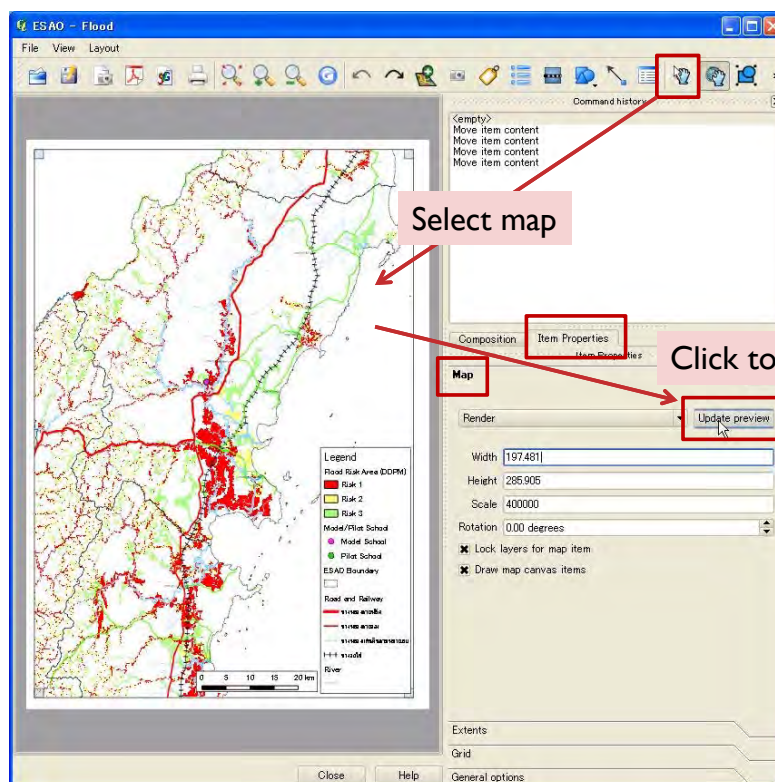 ESAO - Flood
File View Layout
Command history
<empty>
Move item content
Move item content
Move item content
Move item content
Select map
Composition Item Properties
Item Properties
Click to
Map
Render
Update preview
Width 197.481
Height 285.905
Scale 400000
Rotation 0.00 degrees
Lock layers for map item
Draw map canvas items
Legend
Flood Risk Area (DDPM)
Risk 1
Risk 2
Risk 3
Model/Pilot School
Model School
Pilot School
ESAO Boundary
Road and Railway
River
0 5 10 15 20 km
Extents
Grid
General options
Close Help